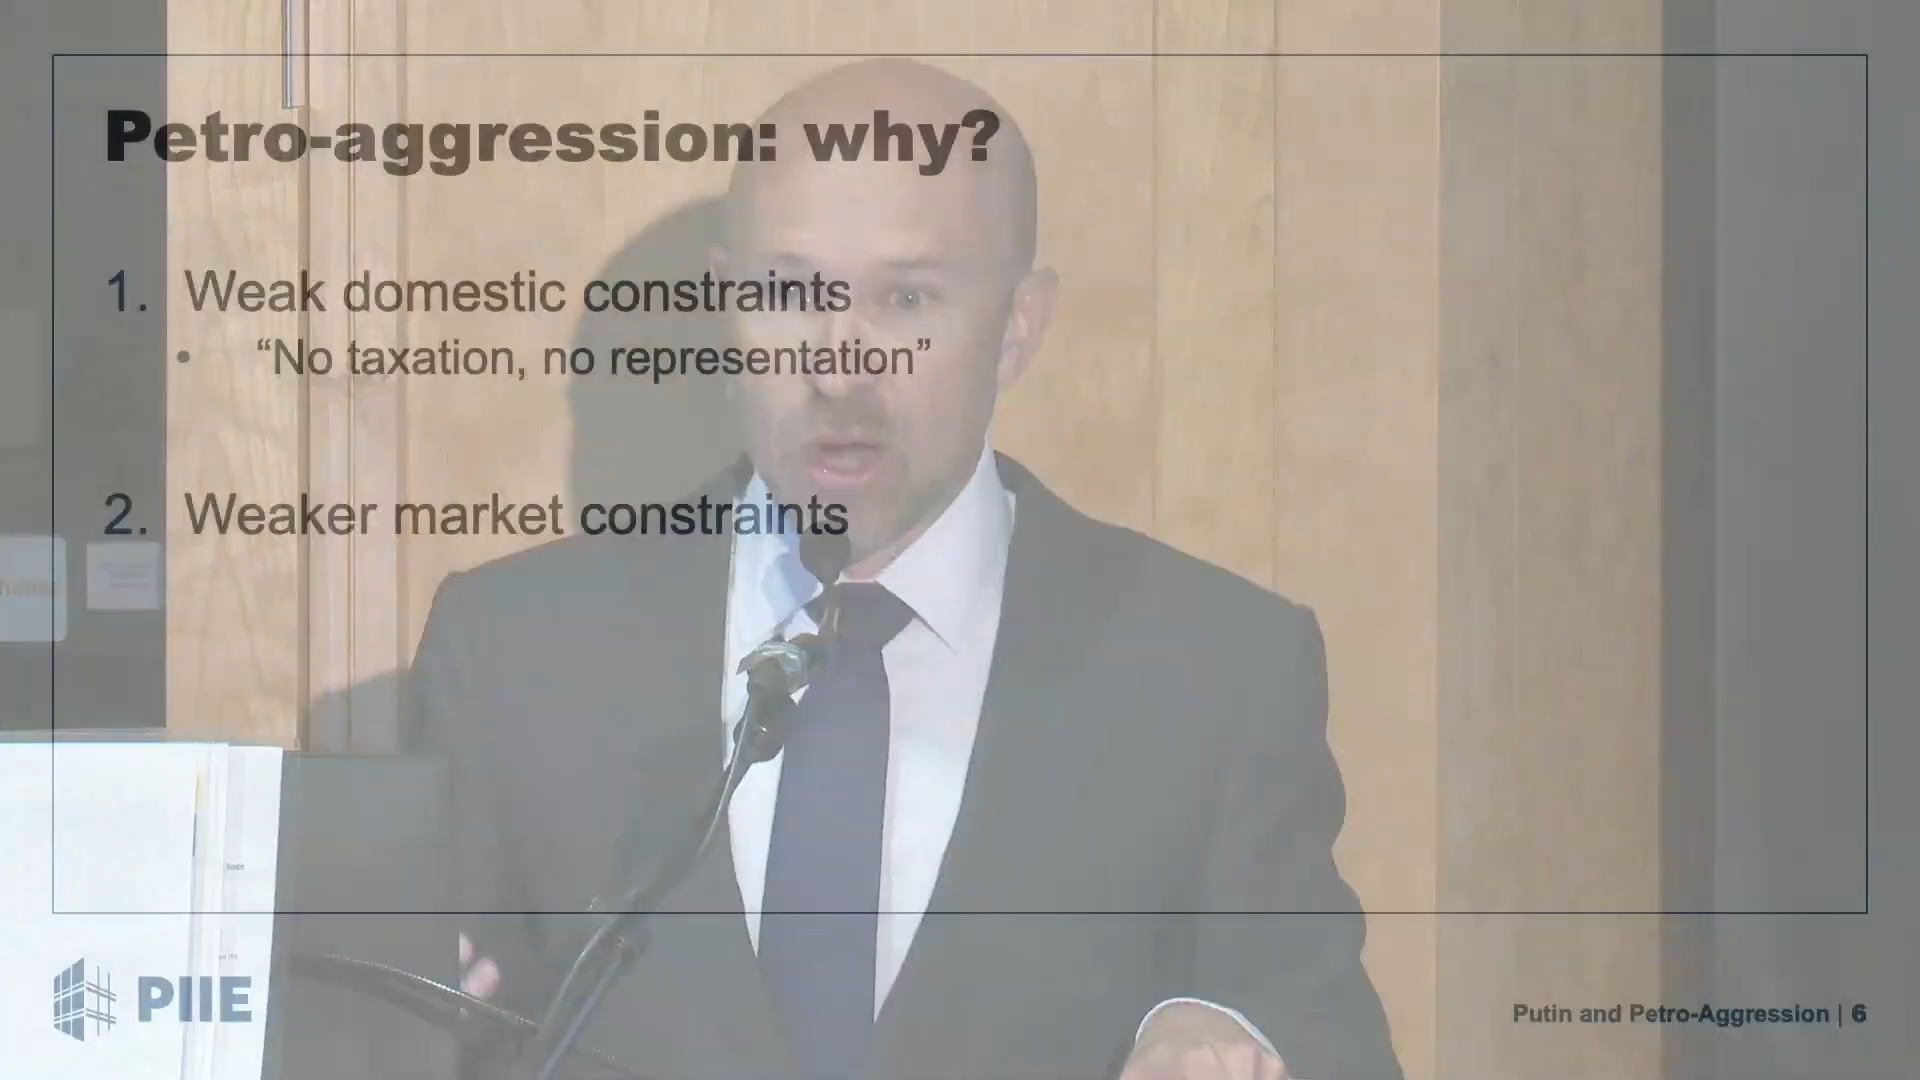 Petro-aggression: why?
1. Weak domestic constraints
• “No taxation, no representation”
2. Weaker market constraints
PIIE
Putin and Petro-Aggression | 6